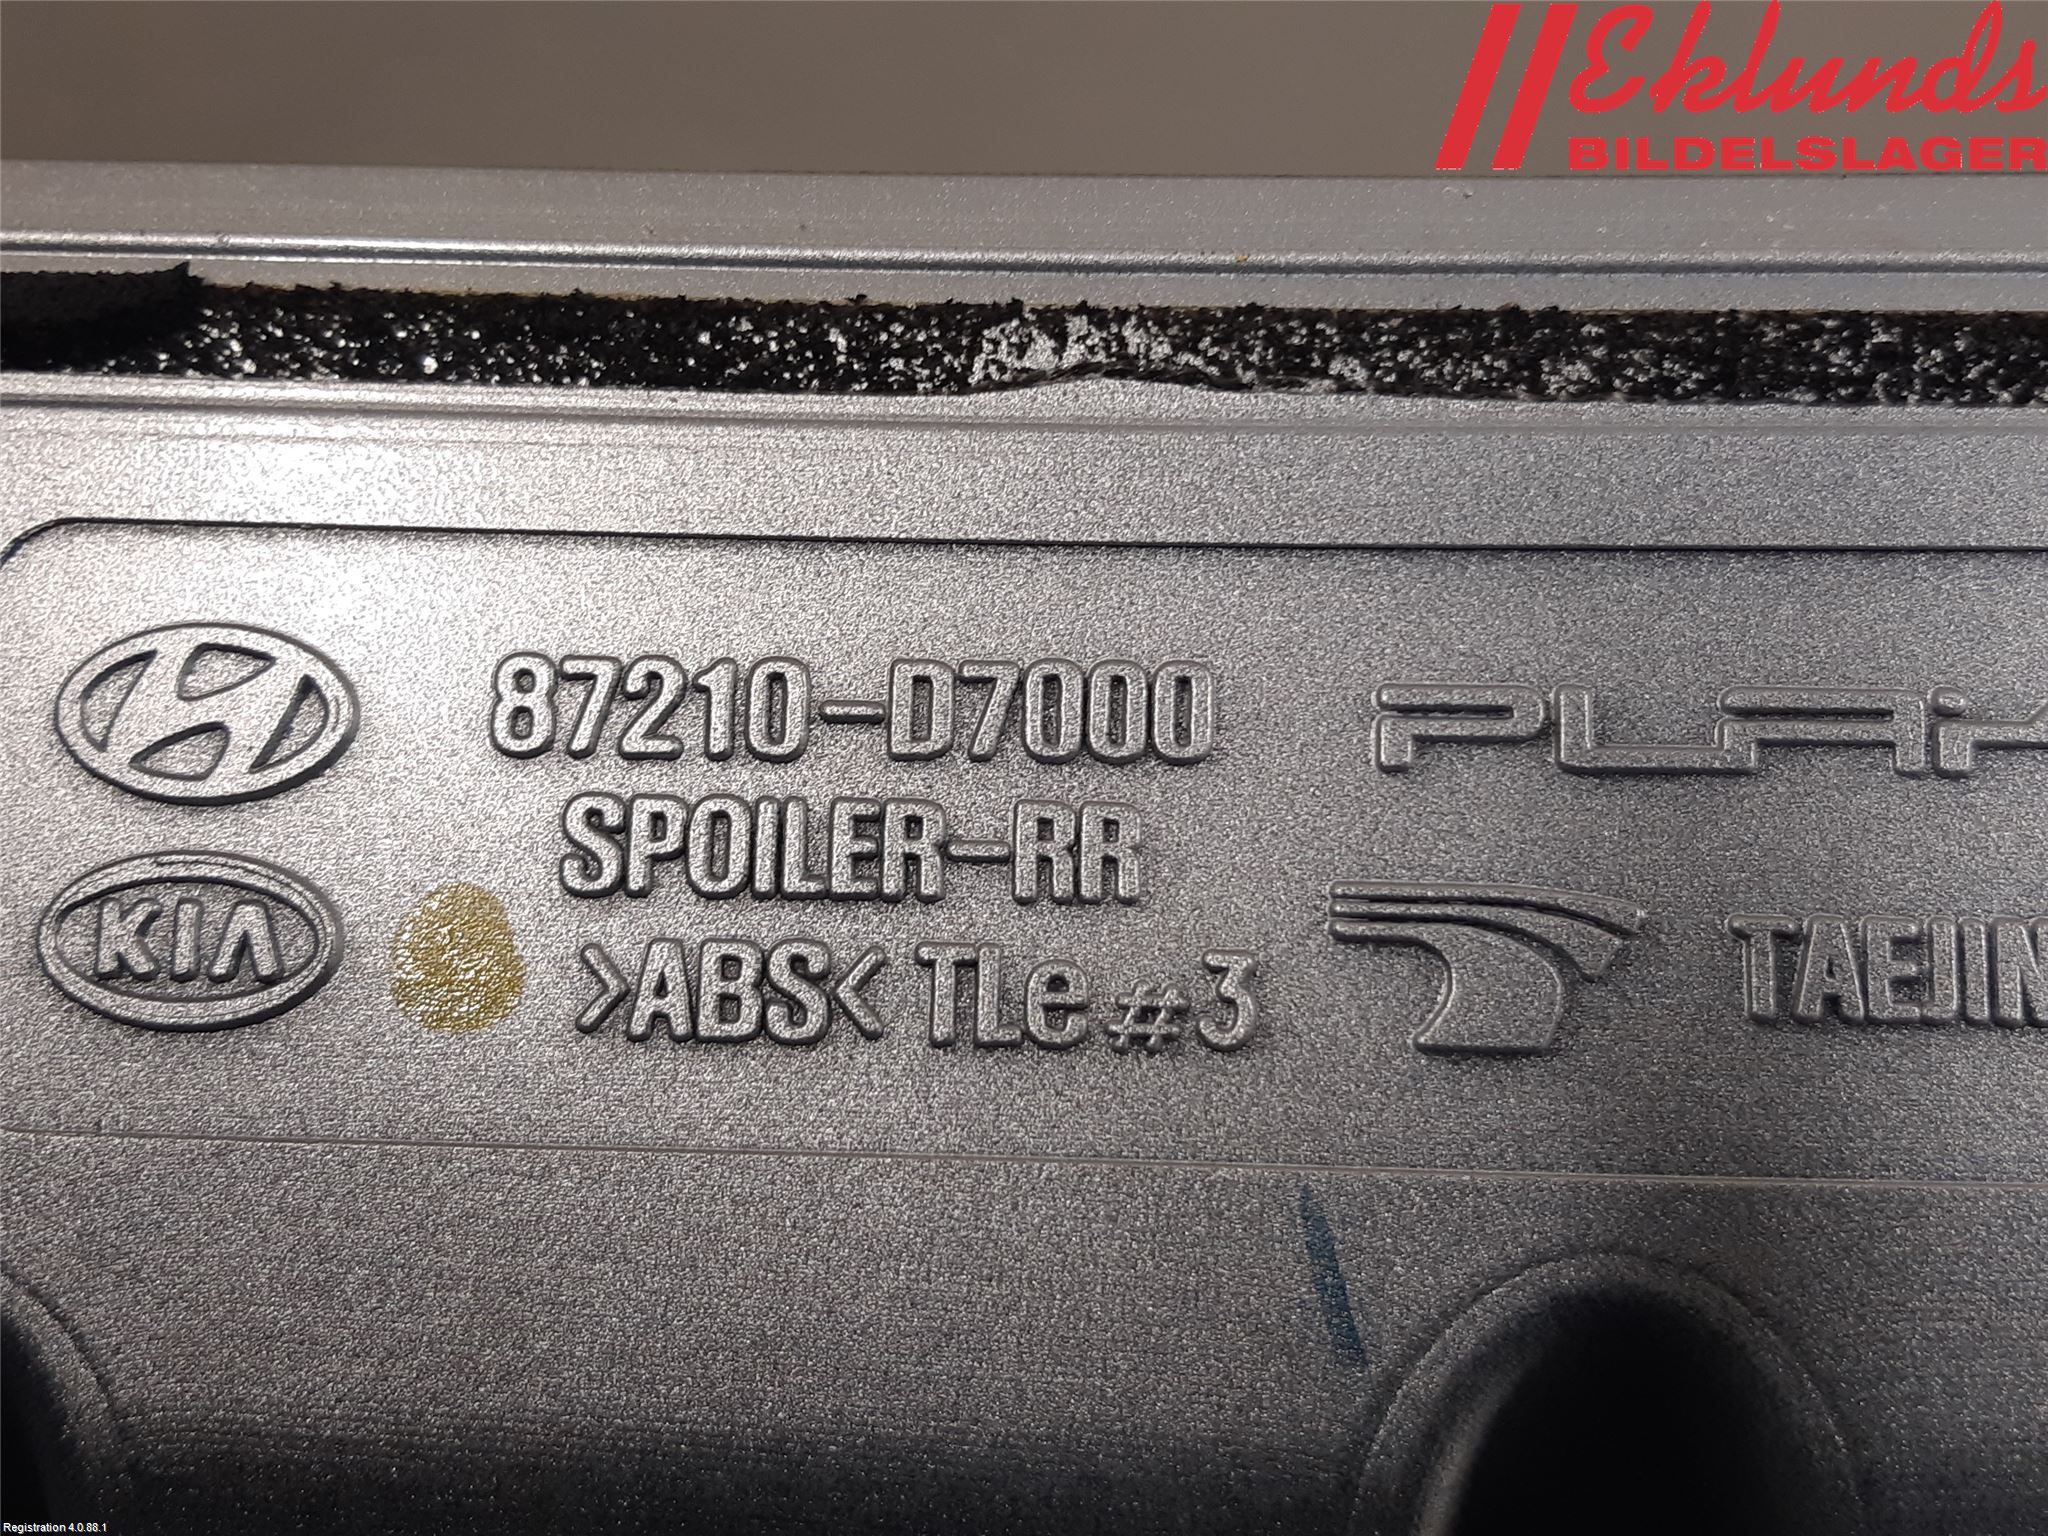 Eklunds
BILDELSLAGER
87210-D7000
SPOILER-RR
KIA
>ABS< TLe #3
TAEJIN
Registration 4.0.88.1